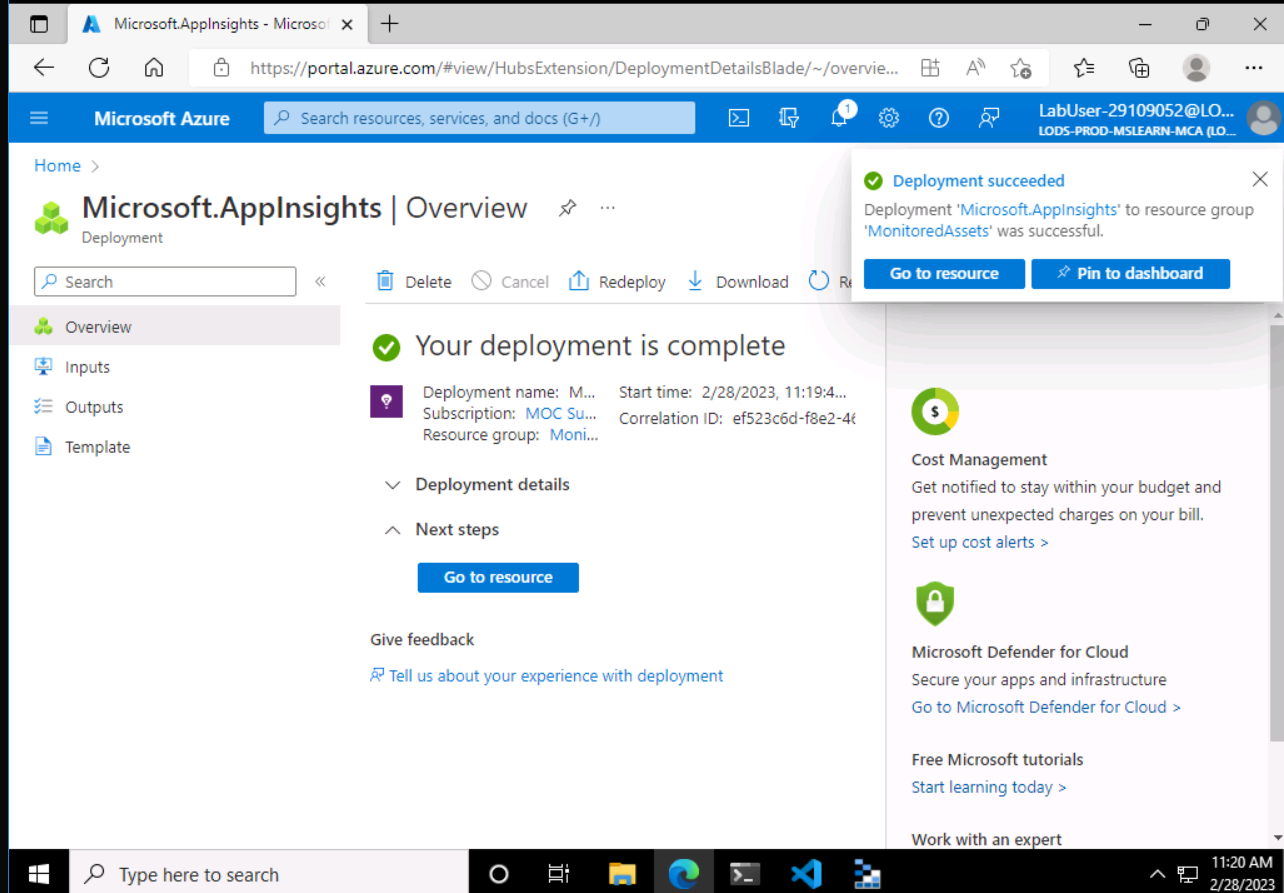 Microsoft.AppInsights - Microsof
https://portal.azure.com/#view/HubsExtension/DeploymentDetailsBlade/~/overvie...
Microsoft Azure
Search resources, services, and docs (G+/)
1
LabUser-29109052@LO...
LODS-PROD-MSLEARN-MCA (LO...
Home >
Microsoft.AppInsights | Overview
Deployment
Deployment succeeded
Deployment 'Microsoft.AppInsights' to resource group
'MonitoredAssets' was successful.
Go to resource
Pin to dashboard
Search
Delete
Cancel
Redeploy
Download
Re
Overview
Inputs
Outputs
Template
Your deployment is complete
Deployment name: M...
Subscription: MOC Su...
Resource group: Moni...
Start time: 2/28/2023, 11:19:4...
Correlation ID: ef523c6d-f8e2-46
Deployment details
Next steps
Go to resource
Give feedback
Tell us about your experience with deployment
Cost Management
Get notified to stay within your budget and
prevent unexpected charges on your bill.
Set up cost alerts >
Microsoft Defender for Cloud
Secure your apps and infrastructure
Go to Microsoft Defender for Cloud >
Free Microsoft tutorials
Start learning today >
Work with an expert
Type here to search
11:20 AM
2/28/2023